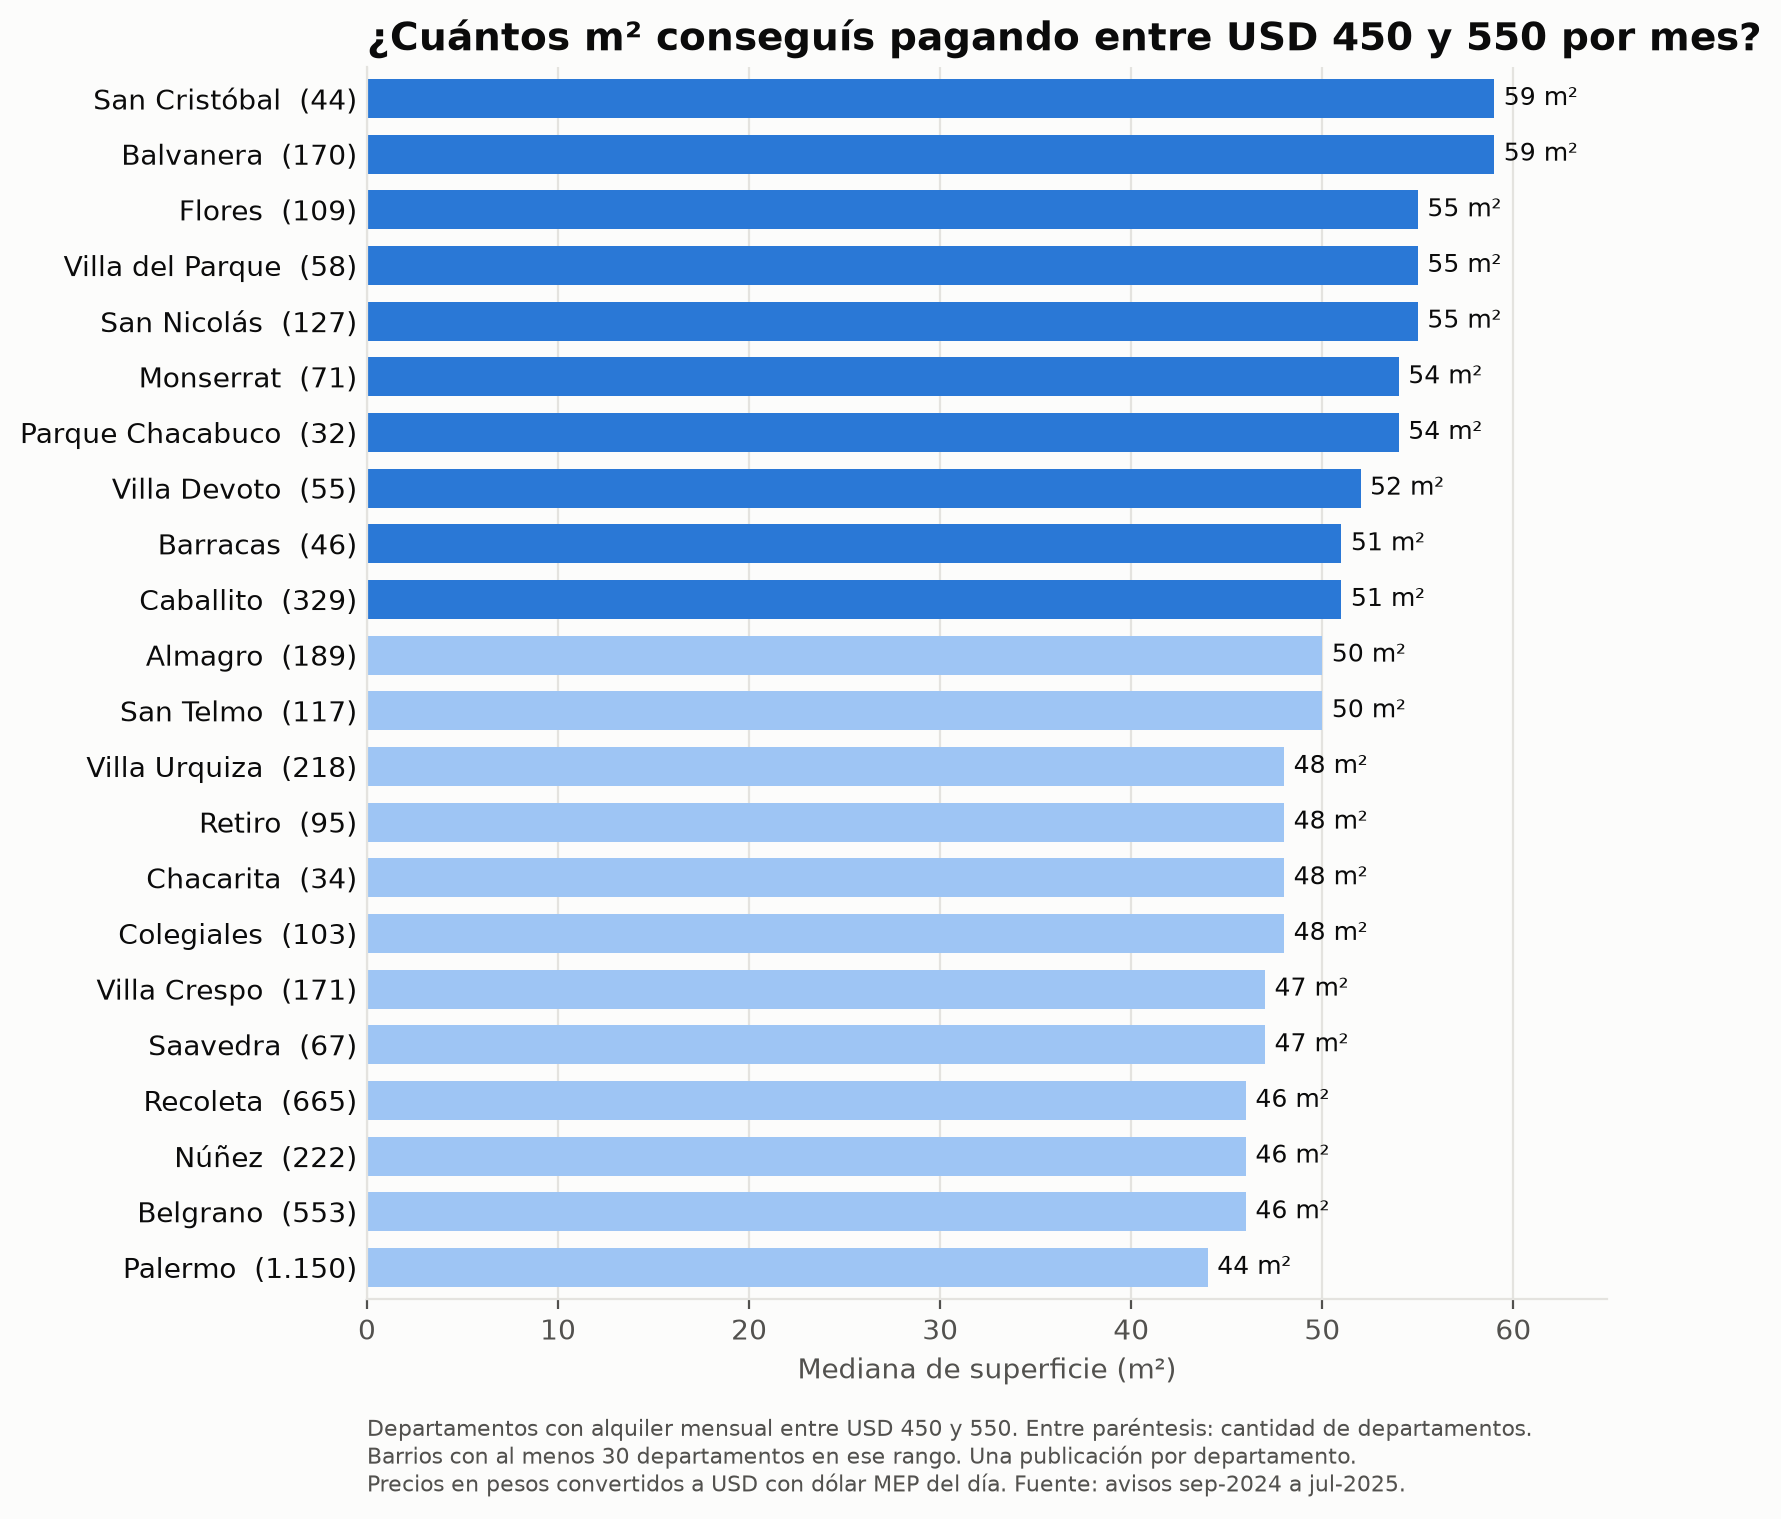 ¿Cuántos m² conseguís pagando entre USD 450 y 550 por mes?
San Cristóbal (44) 59 m²
Balvanera (170) 59 m²
Flores (109) 55 m²
Villa del Parque (58) 55 m²
San Nicolás (127) 55 m²
Monserrat (71) 54 m²
Parque Chacabuco (32) 54 m²
Villa Devoto (55) 52 m²
Barracas (46) 51 m²
Caballito (329) 51 m²
Almagro (189) 50 m²
San Telmo (117) 50 m²
Villa Urquiza (218) 48 m²
Retiro (95) 48 m²
Chacarita (34) 48 m²
Colegiales (103) 48 m²
Villa Crespo (171) 47 m²
Saavedra (67) 47 m²
Recoleta (665) 46 m²
Núñez (222) 46 m²
Belgrano (553) 46 m²
Palermo (1.150) 44 m²
0 10 20 30 40 50 60
Mediana de superficie (m²)
Departamentos con alquiler mensual entre USD 450 y 550. Entre paréntesis: cantidad de departamentos.
Barrios con al menos 30 departamentos en ese rango. Una publicación por departamento.
Precios en pesos convertidos a USD con dólar MEP del día. Fuente: avisos sep-2024 a jul-2025.